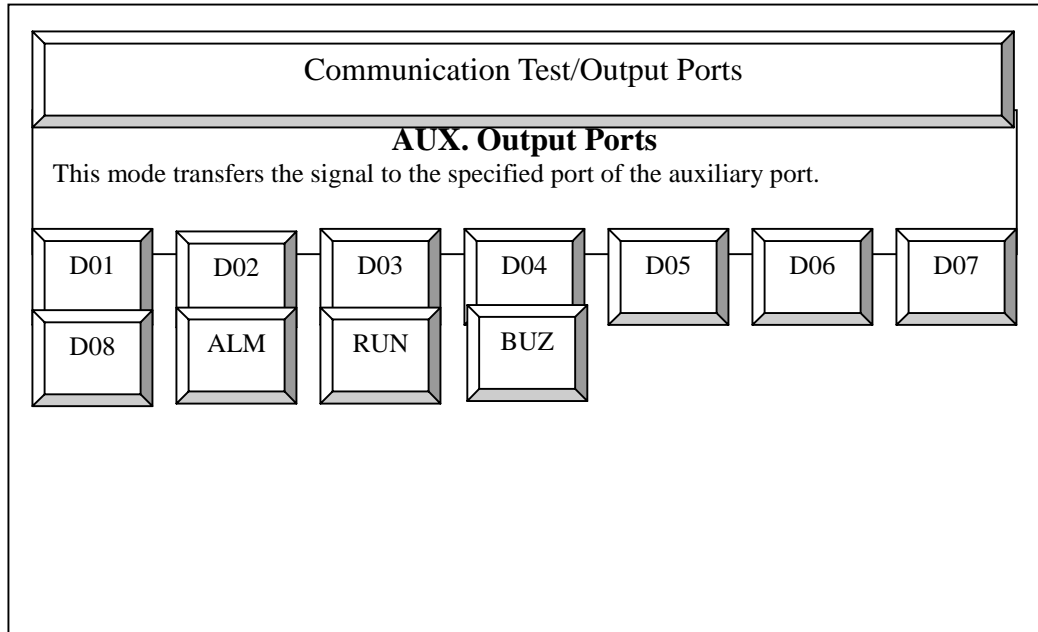 Communication Test/Output Ports
AUX. Output Ports
This mode transfers the signal to the specified port of the auxiliary port.
D01 D02 D03 D04 D05 D06 D07
D08 ALM RUN BUZ